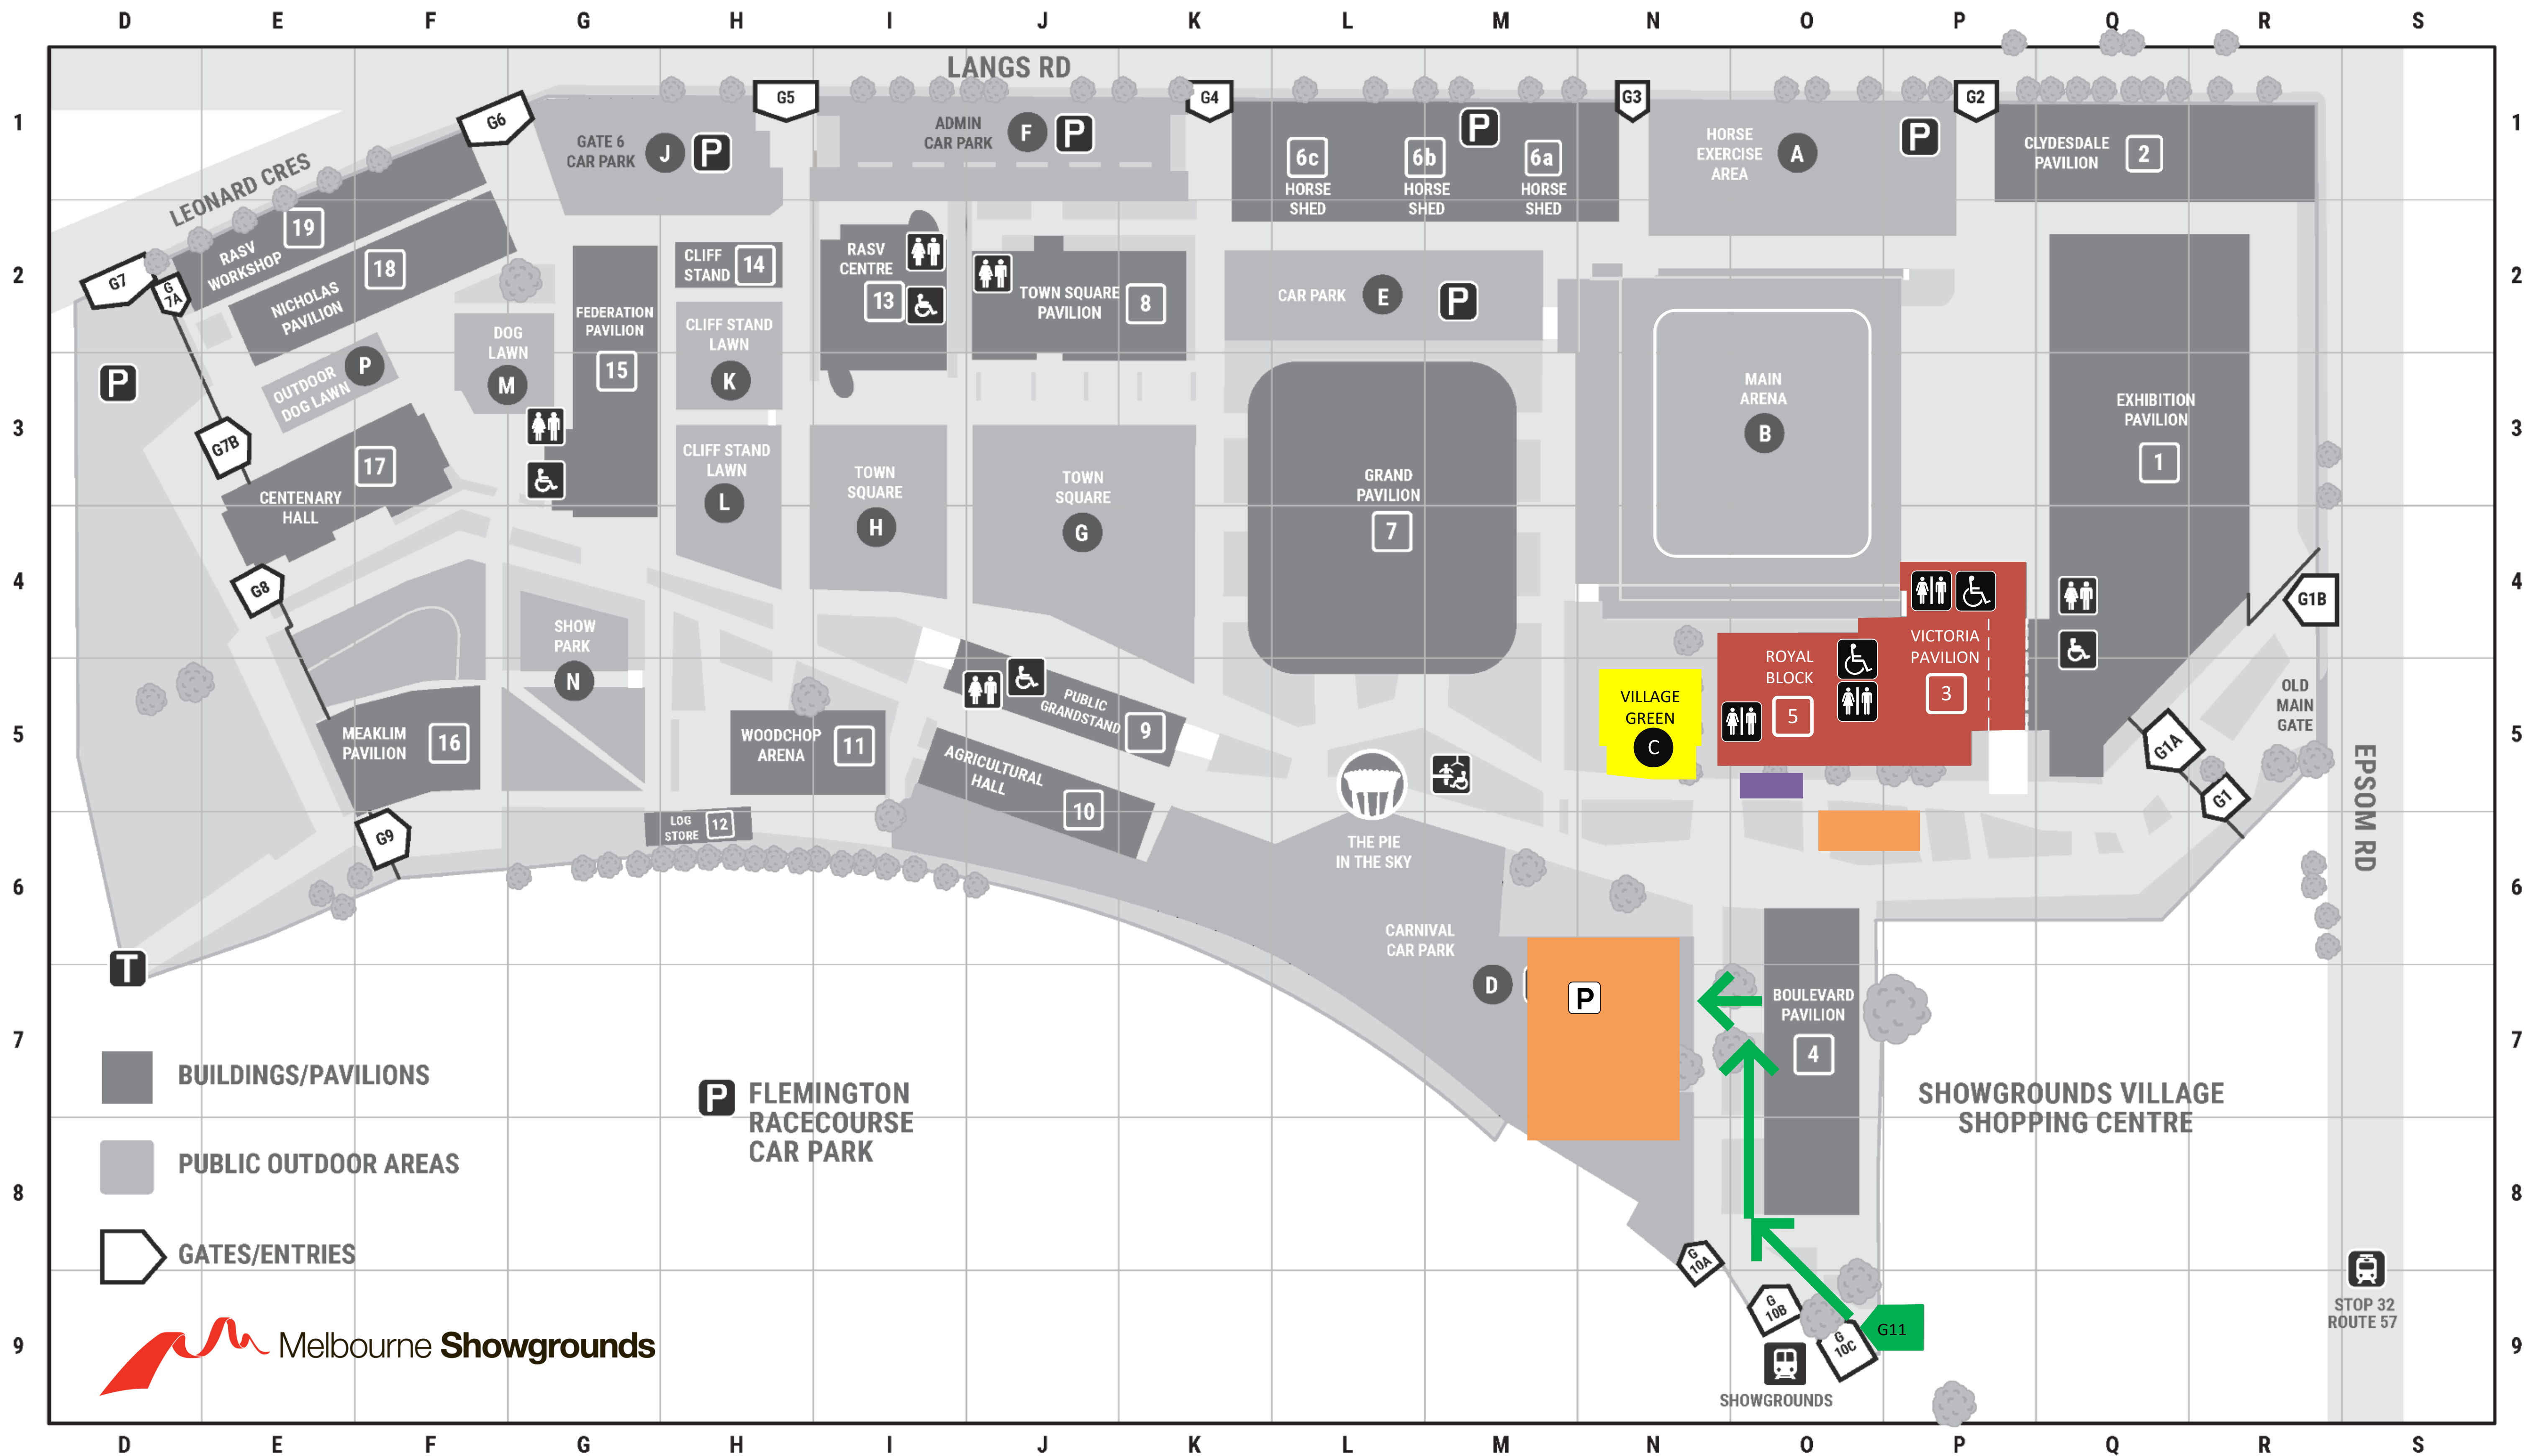 D E F G H I J K L M N O P Q R S
LANGS RD
LEONARD CRES
EPSOM RD
1
2
3
4
5
6
7
8
9
1
2
3
4
5
6
7
8
9
G6
G5
G4
G3
G2
GATE 6
CAR PARK
J
P
ADMIN
CAR PARK
F
P
6c
HORSE
SHED
6b
HORSE
SHED
P
6a
HORSE
SHED
HORSE
EXERCISE
AREA
A
P
CLYDESDALE
PAVILION
2
G7
G
7A
RASV
WORKSHOP
19
NICHOLAS
PAVILION
18
CLIFF
STAND
14
RASV
CENTRE
13
TOWN SQUARE
PAVILION
8
CAR PARK
E
P
FEDERATION
PAVILION
15
DOG
LAWN
M
CLIFF STAND
LAWN
K
P
OUTDOOR
DOG LAWN
P
MAIN
ARENA
B
EXHIBITION
PAVILION
1
G7B
CENTENARY
HALL
17
CLIFF STAND
LAWN
L
TOWN
SQUARE
H
TOWN
SQUARE
G
GRAND
PAVILION
7
G8
SHOW
PARK
N
VICTORIA
PAVILION
3
ROYAL
BLOCK
5
VILLAGE
GREEN
C
G1B
OLD
MAIN
GATE
G1A
G1
MEAKLIM
PAVILION
16
WOODCHOP
ARENA
11
PUBLIC
GRANDSTAND
9
AGRICULTURAL
HALL
10
LOG
STORE
12
G9
THE PIE
IN THE SKY
CARNIVAL
CAR PARK
D
P
T
BOULEVARD
PAVILION
4
BUILDINGS/PAVILIONS
PUBLIC OUTDOOR AREAS
GATES/ENTRIES
P
FLEMINGTON
RACECOURSE
CAR PARK
SHOWGROUNDS VILLAGE
SHOPPING CENTRE
G
10A
G
10B
G
10C
G11
SHOWGROUNDS
STOP 32
ROUTE 57
Melbourne Showgrounds
D E F G H I J K L M N O P Q R S